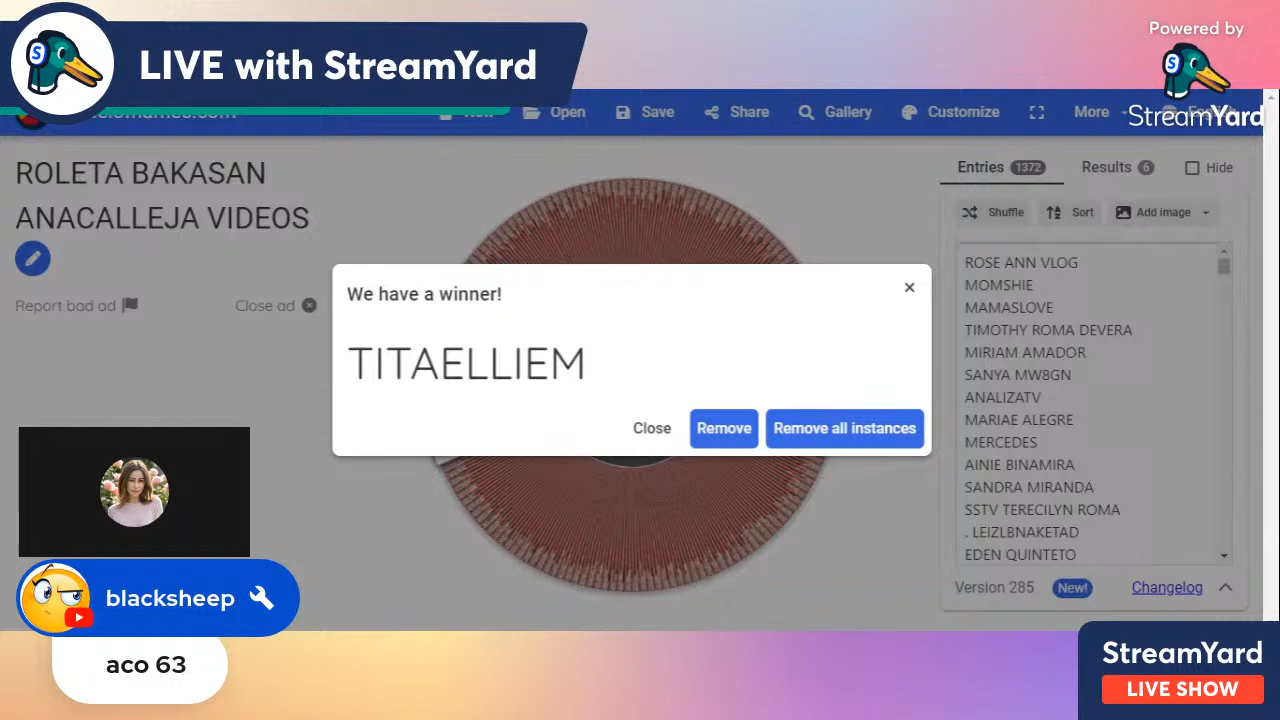 LIVE with StreamYard
Powered by
StreamYard
Open
Save
Share
Gallery
Customize
More
ROLETA BAKASAN
ANACALLEJA VIDEOS
Report bad ad
Close ad
Entries 1372
Results 6
Hide
Shuffle
Sort
Add image
ROSE ANN VLOG
MOMSHIE
MAMASLOVE
TIMOTHY ROMA DEVERA
MIRIAM AMADOR
SANYA MW8GN
ANALIZATV
MARIAE ALEGRE
MERCEDES
AINIE BINAMIRA
SANDRA MIRANDA
SSTV TERECILYN ROMA
. LEIZLBNAKETAD
EDEN QUINTETO
Version 285
New!
Changelog
We have a winner!
TITAELLIEM
Close
Remove
Remove all instances
blacksheep
aco 63
StreamYard
LIVE SHOW